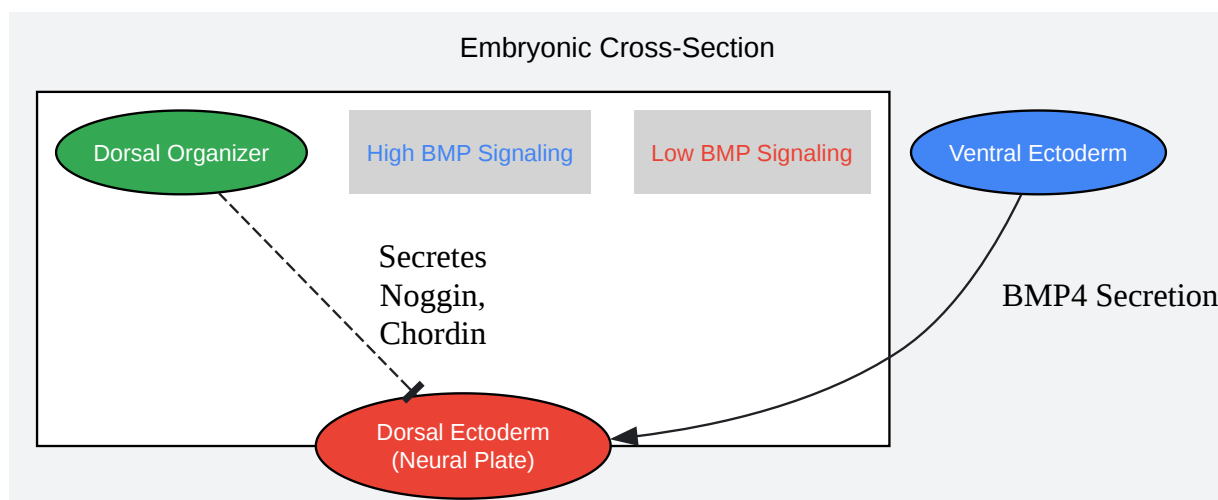 Embryonic Cross-Section
Dorsal Organizer
High BMP Signaling
Low BMP Signaling
Ventral Ectoderm
Secretes
Noggin,
Chordin
BMP4 Secretion
Dorsal Ectoderm
(Neural Plate)